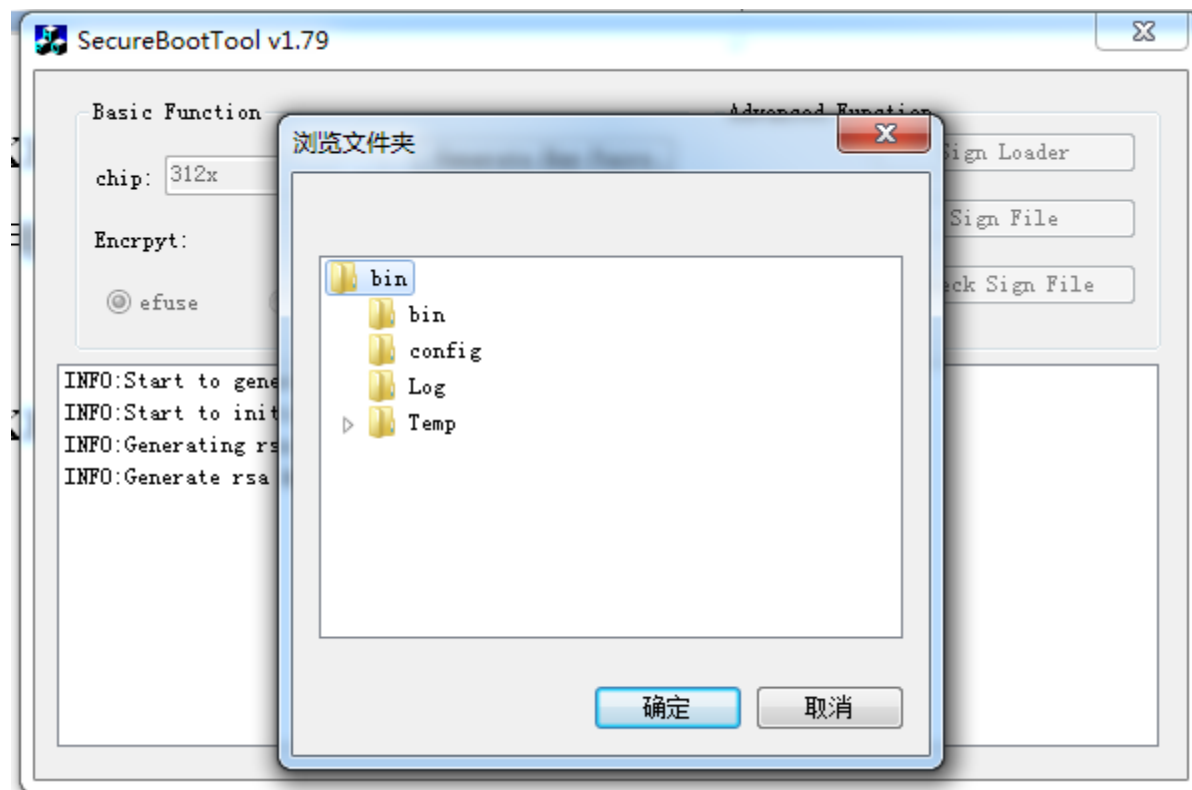 SecureBootTool v1.79
Basic Function
Advanced Function
浏览文件夹
Sign Loader
chip: 312x
Sign File
Encrpyt:
bin
eck Sign File
efuse
bin
config
INFO:Start to gene
Log
INFO:Start to init
Temp
INFO:Generating rs
INFO:Generate rsa
确定
取消